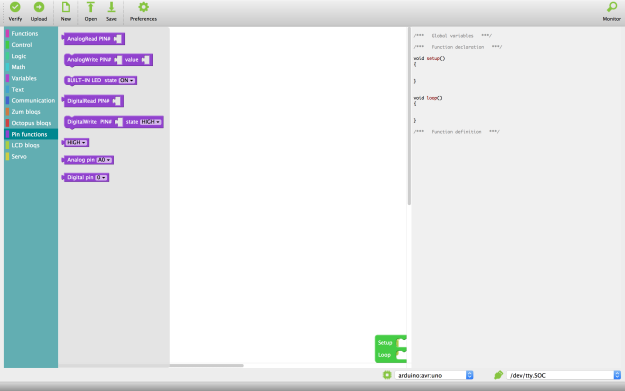 Verify Upload New Open Save Preferences Monitor
Functions
Control
Logic
Math
Variables
Text
Communication
Zum bloqs
Octopus bloqs
Pin functions
LCD bloqs
Servo
AnalogRead PIN#
AnalogWrite PIN# value
BUILT-IN LED state ON
DigitalRead PIN#
DigitalWrite PIN# state HIGH
HIGH
Analog pin A0
Digital pin 0
Setup
Loop
/*** Global variables ***/
/*** Function declaration ***/
void setup()
{
}
void loop()
{
}
/*** Function definition ***/
arduino:avr:uno
/dev/tty.SOC